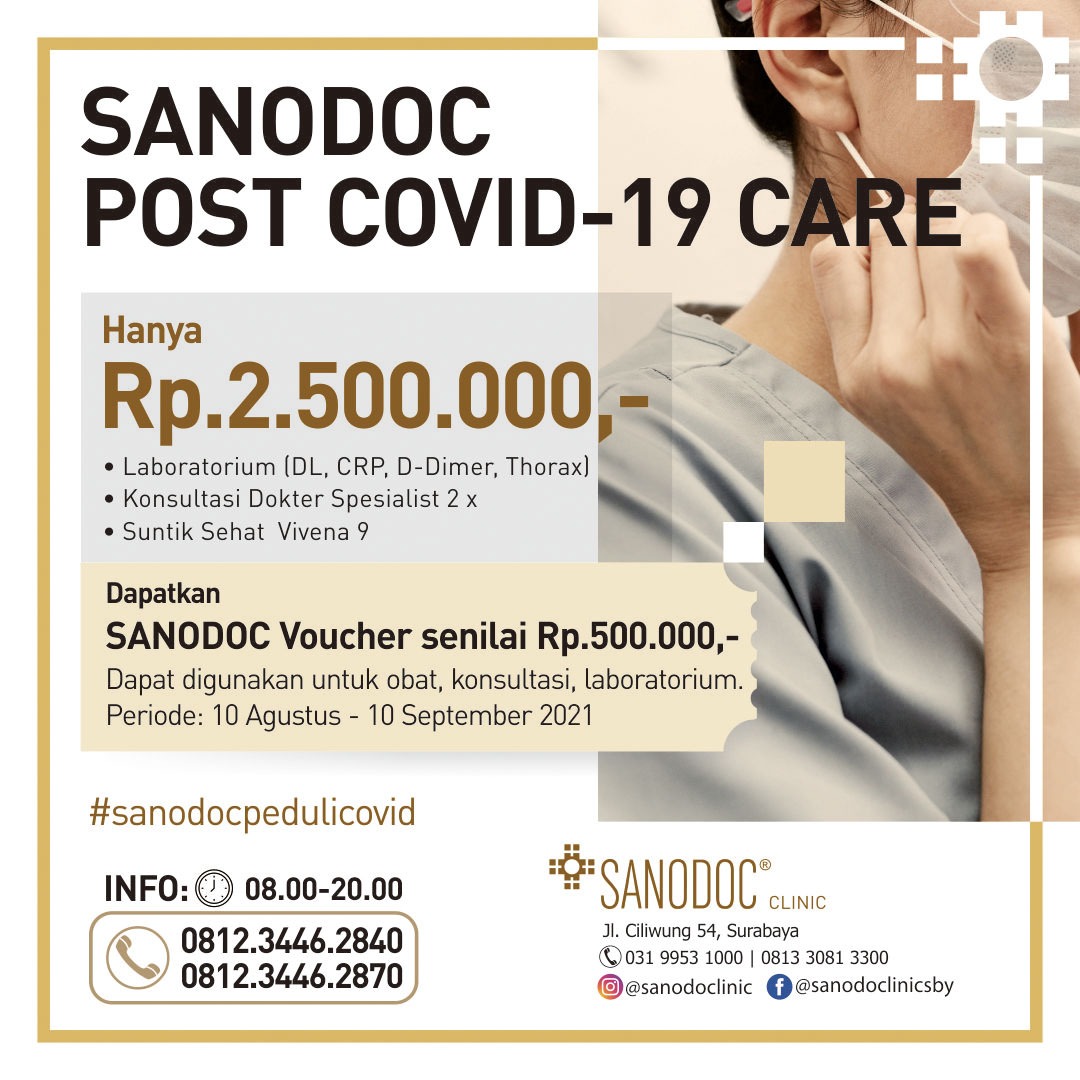 SANODOC
POST COVID-19 CARE
Hanya
Rp.2.500.000,-
• Laboratorium (DL, CRP, D-Dimer, Thorax)
• Konsultasi Dokter Spesialist 2 x
• Suntik Sehat Vivena 9
Dapatkan
SANODOC Voucher senilai Rp.500.000,-
Dapat digunakan untuk obat, konsultasi, laboratorium.
Periode: 10 Agustus - 10 September 2021
#sanodocpedulicovid
INFO: 08.00-20.00
0812.3446.2840
0812.3446.2870
SANODOC® CLINIC
Jl. Ciliwung 54, Surabaya
031 9953 1000 | 0813 3081 3300
@sanodoclinic @sanodoclinicsby